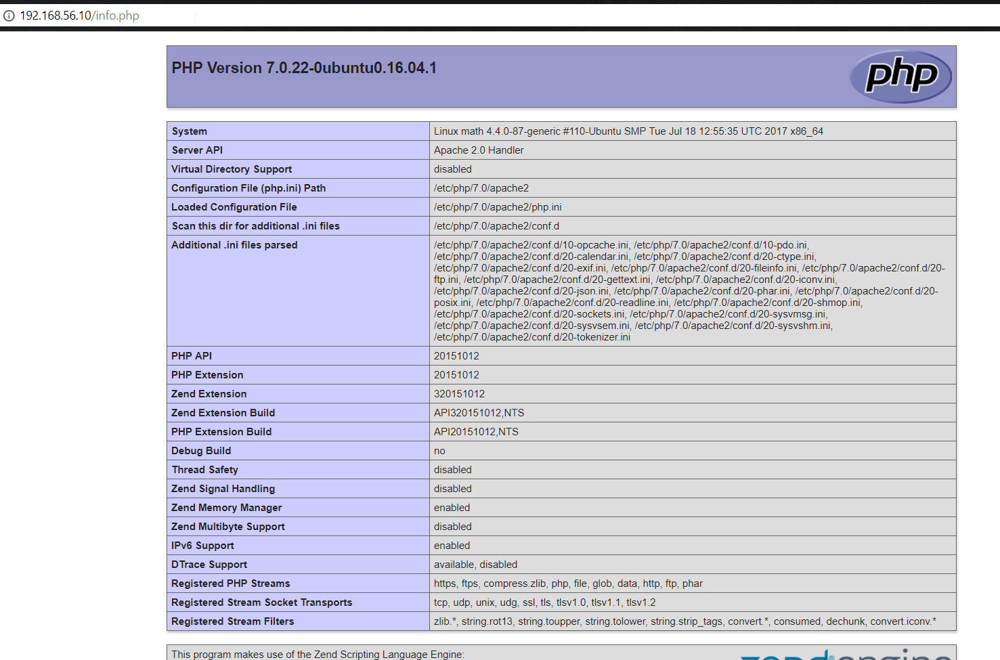 192.168.56.10/info.php
PHP Version 7.0.22-0ubuntu0.16.04.1
php
System Linux math 4.4.0-87-generic #110-Ubuntu SMP Tue Jul 18 12:55:35 UTC 2017 x86_64
Server API Apache 2.0 Handler
Virtual Directory Support disabled
Configuration File (php.ini) Path /etc/php/7.0/apache2
Loaded Configuration File /etc/php/7.0/apache2/php.ini
Scan this dir for additional .ini files /etc/php/7.0/apache2/conf.d
Additional .ini files parsed /etc/php/7.0/apache2/conf.d/10-opcache.ini, /etc/php/7.0/apache2/conf.d/10-pdo.ini,
/etc/php/7.0/apache2/conf.d/20-calendar.ini, /etc/php/7.0/apache2/conf.d/20-ctype.ini,
/etc/php/7.0/apache2/conf.d/20-exif.ini, /etc/php/7.0/apache2/conf.d/20-fileinfo.ini, /etc/php/7.0/apache2/conf.d/20-
ftp.ini, /etc/php/7.0/apache2/conf.d/20-gettext.ini, /etc/php/7.0/apache2/conf.d/20-iconv.ini,
/etc/php/7.0/apache2/conf.d/20-json.ini, /etc/php/7.0/apache2/conf.d/20-phar.ini, /etc/php/7.0/apache2/conf.d/20-
posix.ini, /etc/php/7.0/apache2/conf.d/20-readline.ini, /etc/php/7.0/apache2/conf.d/20-shmop.ini,
/etc/php/7.0/apache2/conf.d/20-sockets.ini, /etc/php/7.0/apache2/conf.d/20-sysvmsg.ini,
/etc/php/7.0/apache2/conf.d/20-sysvsem.ini, /etc/php/7.0/apache2/conf.d/20-sysvshm.ini,
/etc/php/7.0/apache2/conf.d/20-tokenizer.ini
PHP API 20151012
PHP Extension 20151012
Zend Extension 320151012
Zend Extension Build API320151012,NTS
PHP Extension Build API20151012,NTS
Debug Build no
Thread Safety disabled
Zend Signal Handling disabled
Zend Memory Manager enabled
Zend Multibyte Support disabled
IPv6 Support enabled
DTrace Support available, disabled
Registered PHP Streams https, ftps, compress.zlib, php, file, glob, data, http, ftp, phar
Registered Stream Socket Transports tcp, udp, unix, udg, ssl, tls, tlsv1.0, tlsv1.1, tlsv1.2
Registered Stream Filters zlib.*, string.rot13, string.toupper, string.tolower, string.strip_tags, convert.*, consumed, dechunk, convert.iconv.*
This program makes use of the Zend Scripting Language Engine:
zend® engine